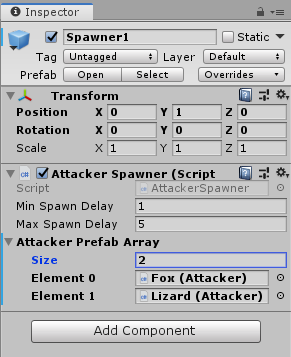 Inspector
Spawner1 Static
Tag Untagged Layer Default
Prefab Open Select Overrides
Transform
Position X 0 Y 1 Z 0
Rotation X 0 Y 0 Z 0
Scale X 1 Y 1 Z 1
Attacker Spawner (Script
Script AttackerSpawner
Min Spawn Delay 1
Max Spawn Delay 5
Attacker Prefab Array
Size 2
Element 0 Fox (Attacker)
Element 1 Lizard (Attacker)
Add Component